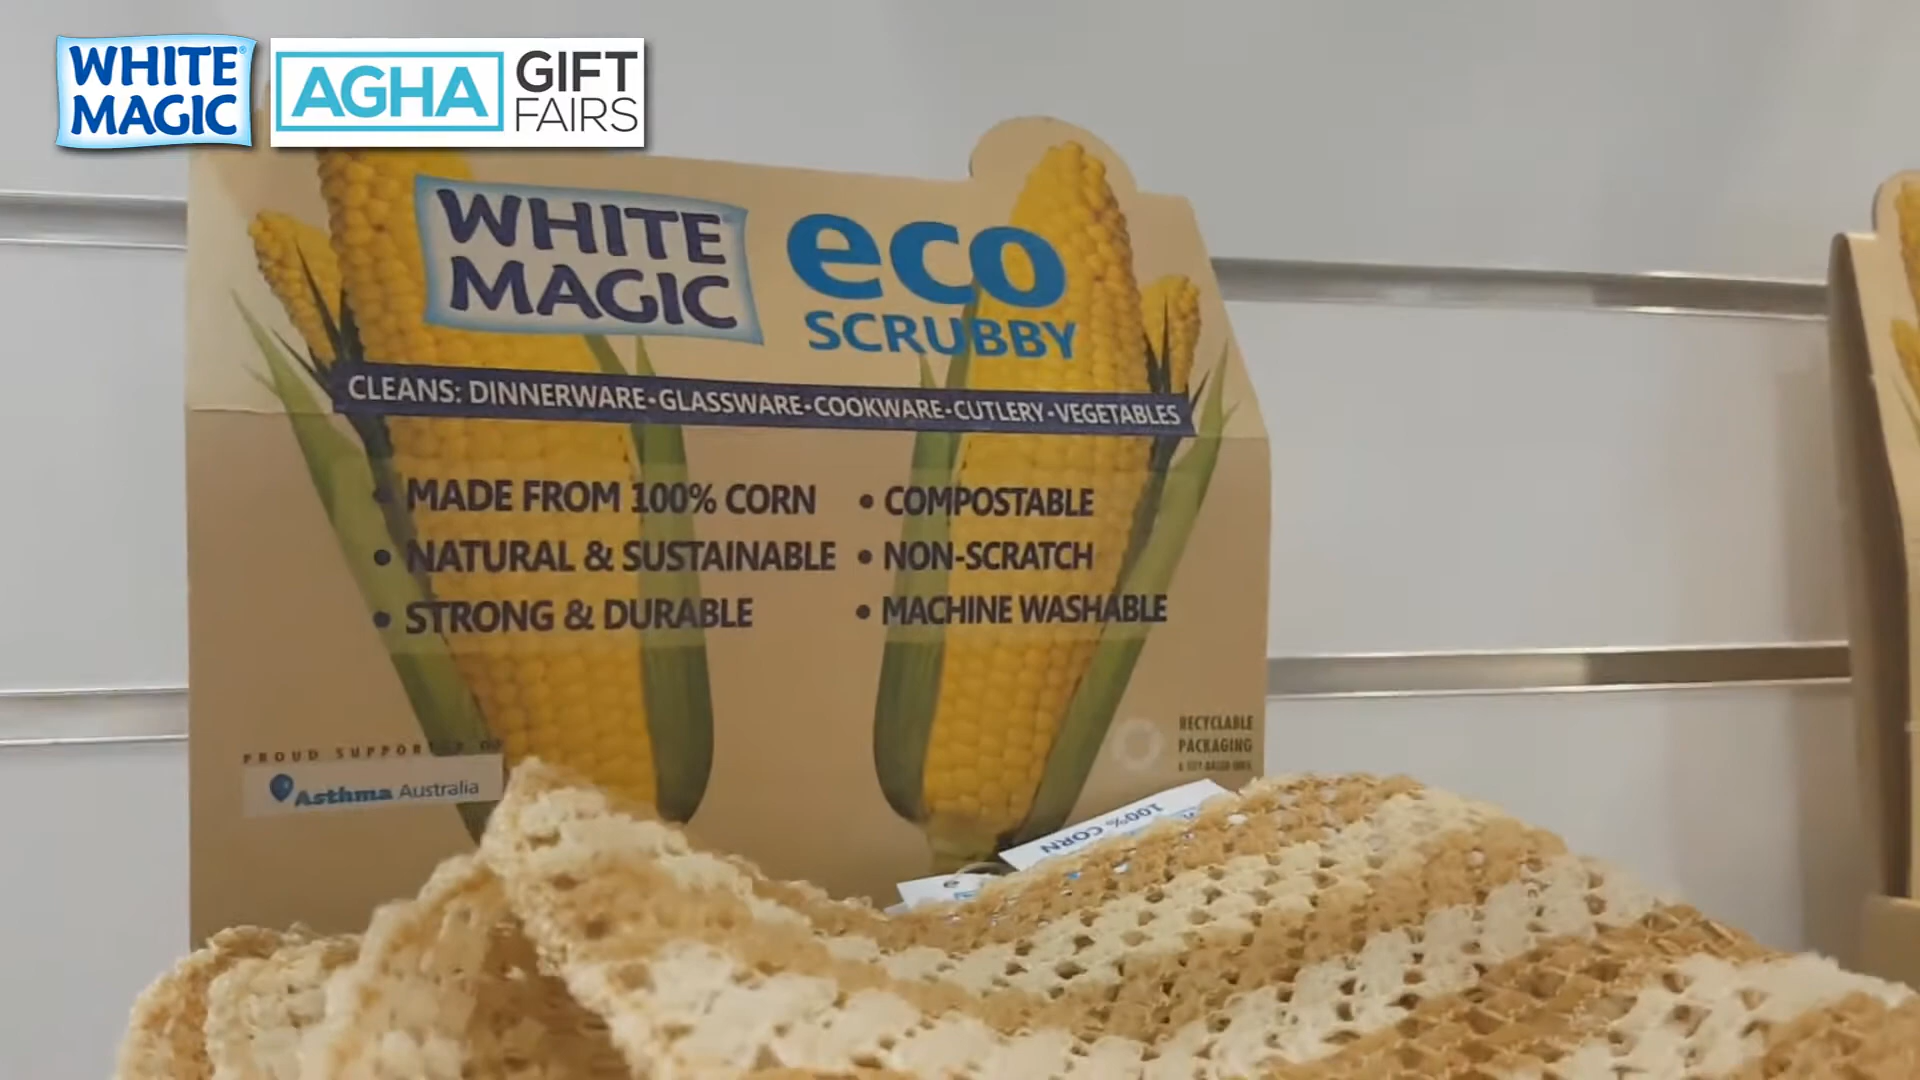 WHITE
MAGIC
AGHA
GIFT
FAIRS
WHITE
MAGIC
eco
SCRUBBY
CLEANS: DINNERWARE•GLASSWARE•COOKWARE•CUTLERY•VEGETABLES
• MADE FROM 100% CORN
• NATURAL & SUSTAINABLE
• STRONG & DURABLE
• COMPOSTABLE
• NON-SCRATCH
• MACHINE WASHABLE
PROUD SUPPORTER OF
Asthma Australia
RECYCLABLE
PACKAGING
100% CORN